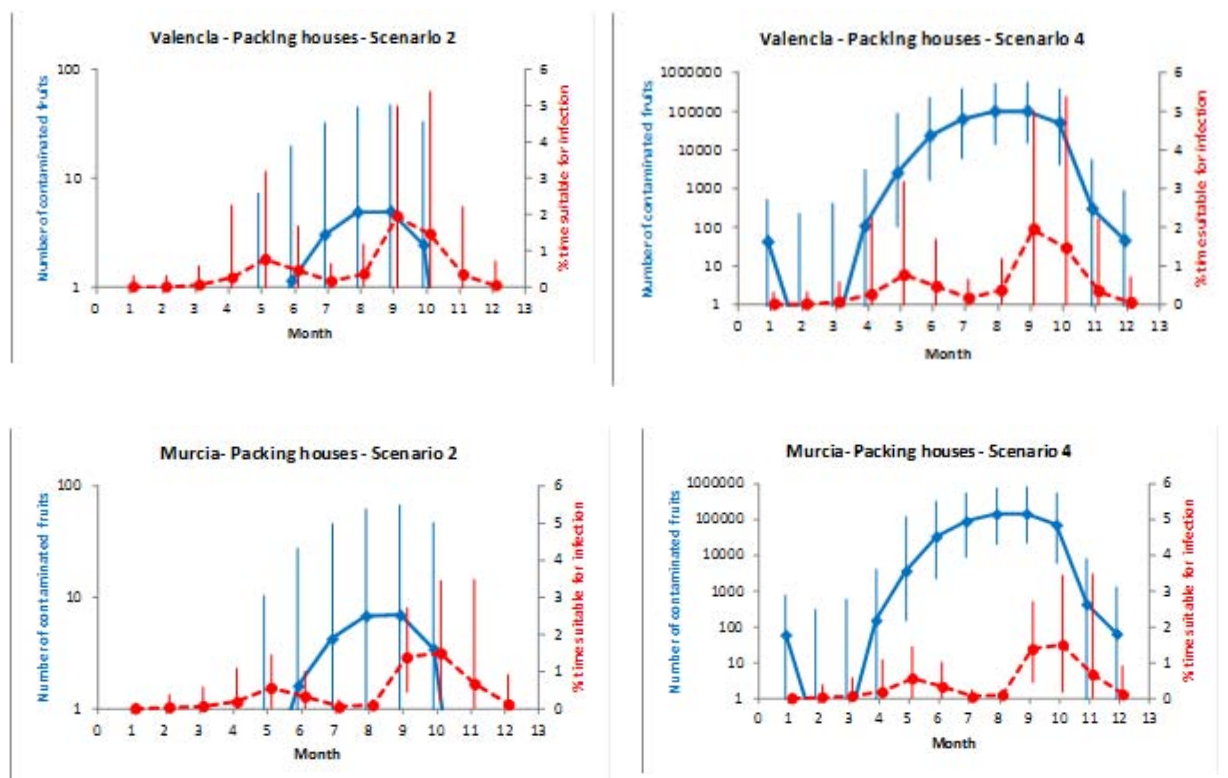 Valencia - Packing houses - Scenario 2
Number of contaminated fruits
100
10
1
6
5
4
3
2
1
0
% time suitable for infection
0 1 2 3 4 5 6 7 8 9 10 11 12 13
Month
Valencia - Packing houses - Scenario 4
Number of contaminated fruits
1000000
100000
10000
1000
100
10
1
6
5
4
3
2
1
0
% time suitable for infection
0 1 2 3 4 5 6 7 8 9 10 11 12 13
Month
Murcia- Packing houses - Scenario 2
Number of contaminated fruits
100
10
1
6
5
4
3
2
1
0
% time suitable for infection
0 1 2 3 4 5 6 7 8 9 10 11 12 13
Month
Murcia- Packing houses - Scenario 4
Number of contaminated fruits
1000000
100000
10000
1000
100
10
1
6
5
4
3
2
1
0
% time suitable for infection
0 1 2 3 4 5 6 7 8 9 10 11 12 13
Month